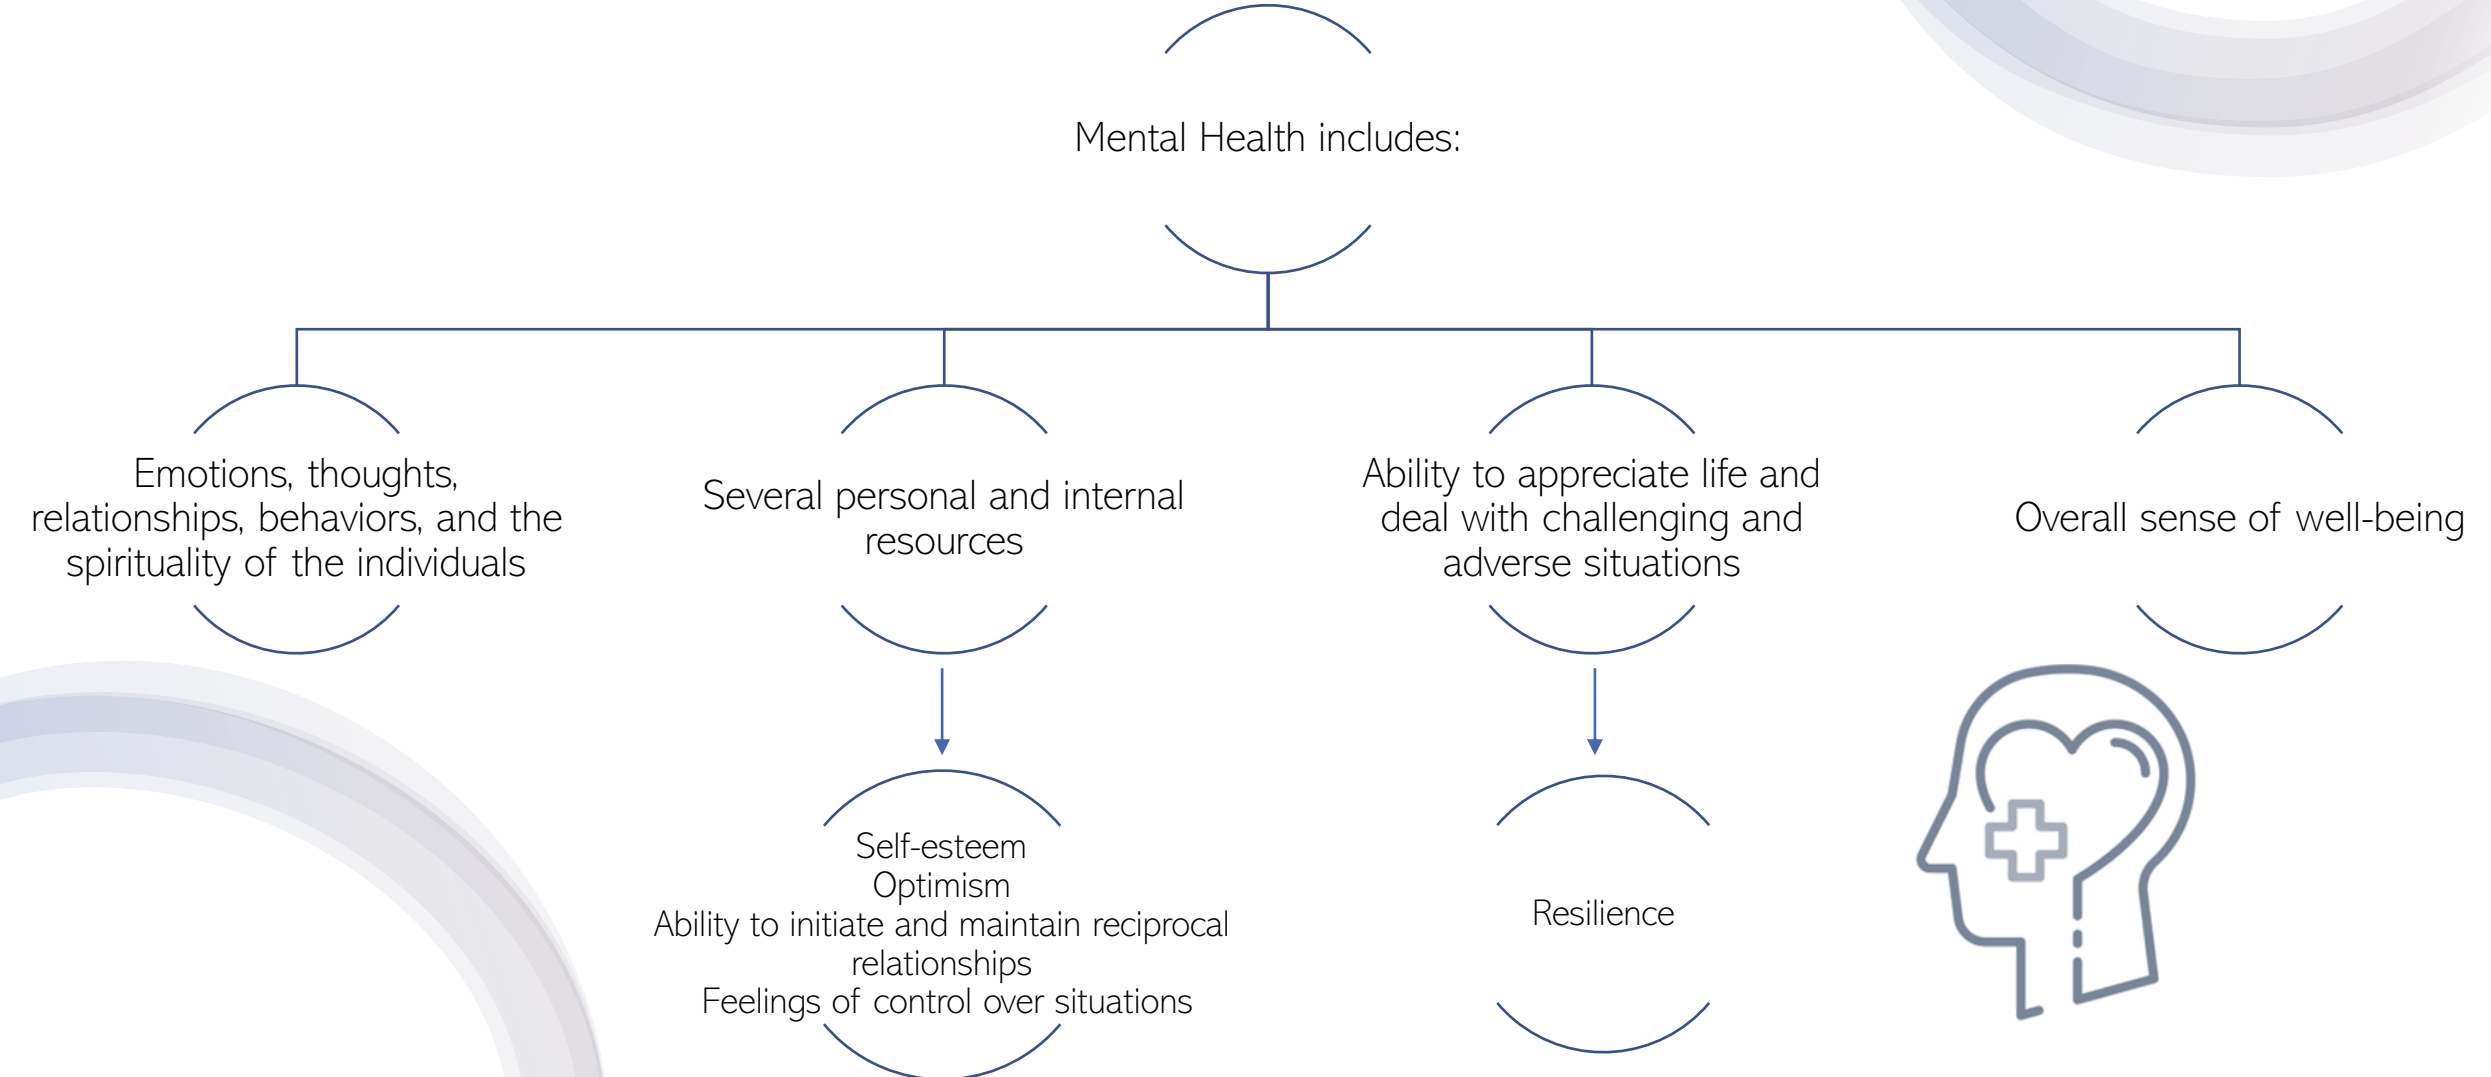 Mental Health includes:
Emotions, thoughts,
relationships, behaviors, and the
spirituality of the individuals
Several personal and internal
resources
Ability to appreciate life and
deal with challenging and
adverse situations
Overall sense of well-being
Self-esteem
Optimism
Ability to initiate and maintain reciprocal
relationships
Feelings of control over situations
Resilience